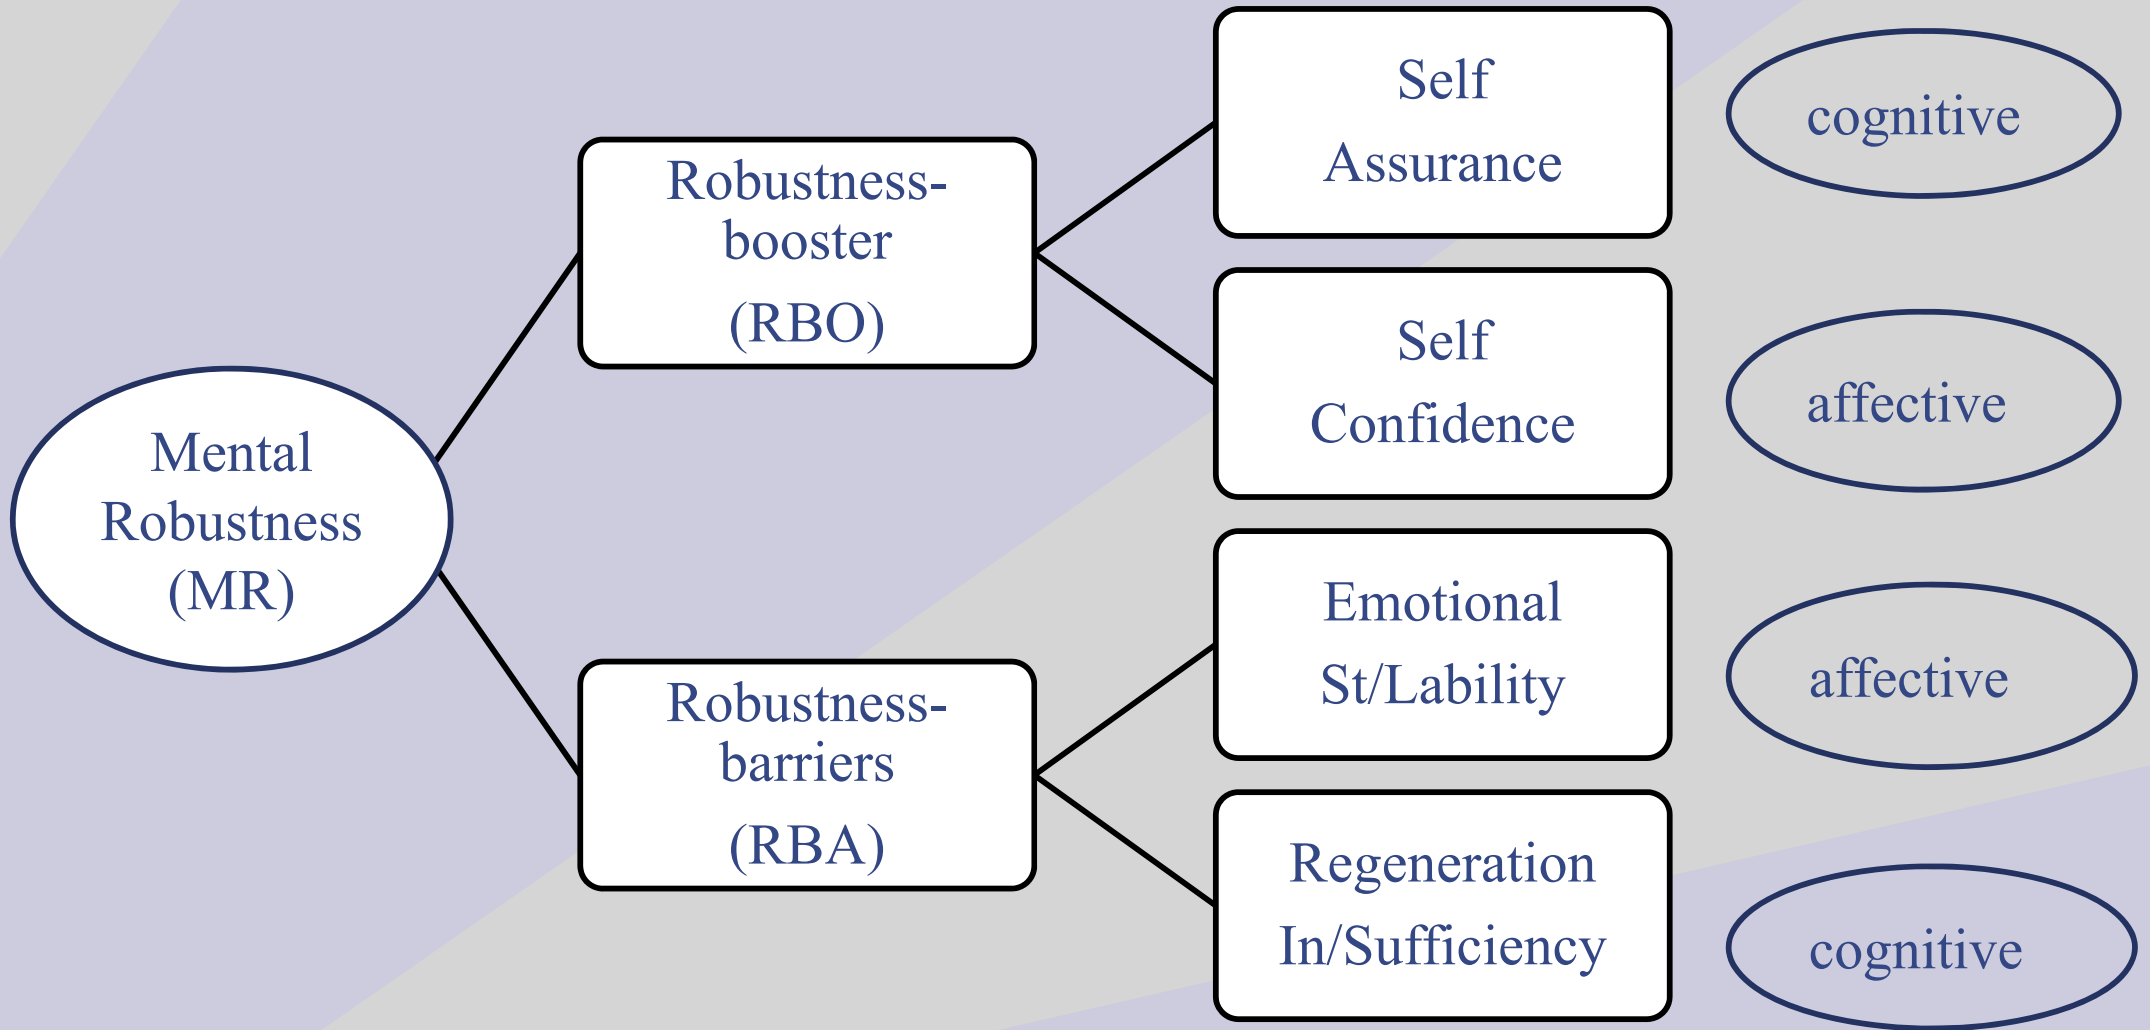 Mental
Robustness
(MR)
Robustness-
booster
(RBO)
Robustness-
barriers
(RBA)
Self
Assurance
Self
Confidence
Emotional
St/Lability
Regeneration
In/Sufficiency
cognitive
affective
affective
cognitive